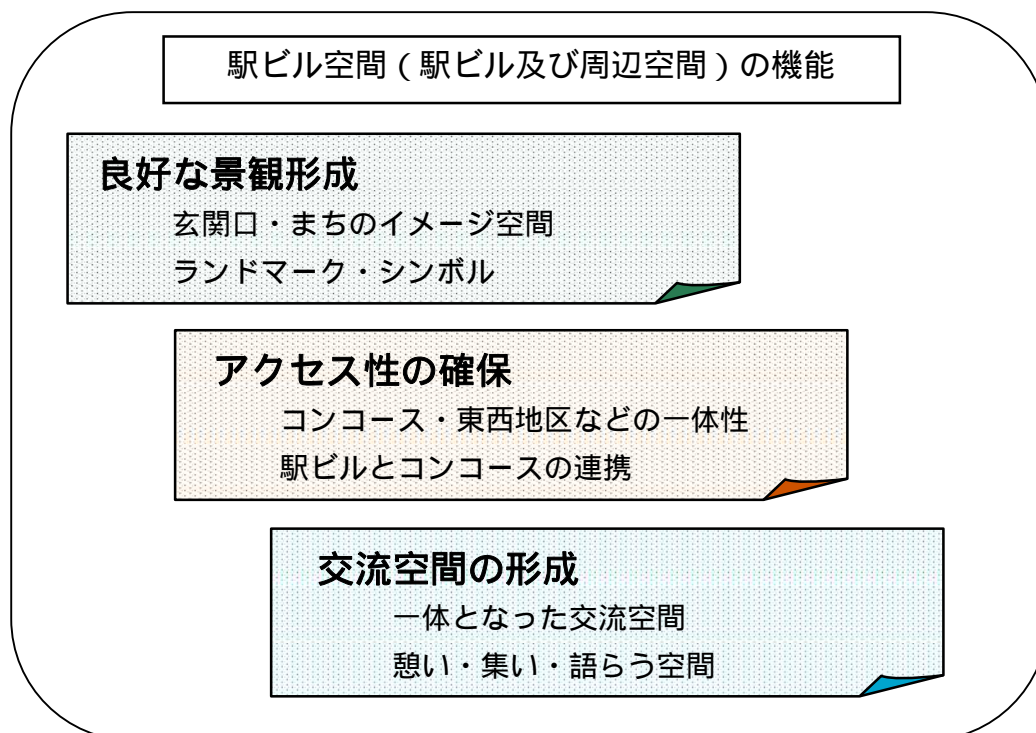 駅ビル空間（駅ビル及び周辺空間）の機能
良好な景観形成
玄関口・まちのイメージ空間
ランドマーク・シンボル
アクセス性の確保
コンコース・東西地区などの一体性
駅ビルとコンコースの連携
交流空間の形成
一体となった交流空間
憩い・集い・語らう空間